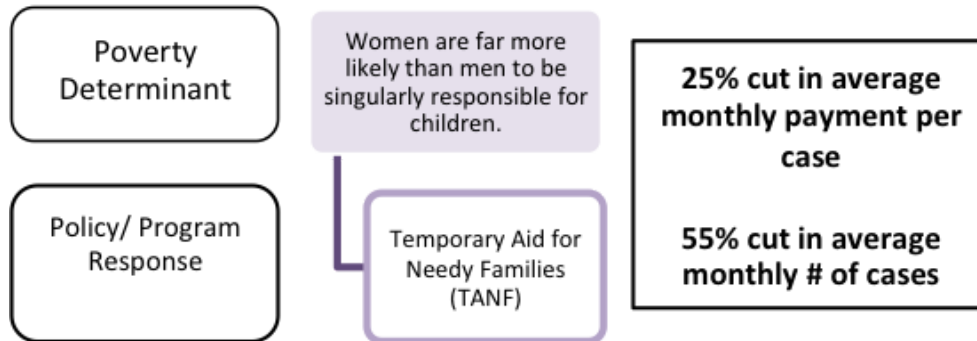 Poverty
Determinant
Women are far more
likely than men to be
singularly responsible for
children.
25% cut in average
monthly payment per
case
55% cut in average
monthly # of cases
Policy/ Program
Response
Temporary Aid for
Needy Families
(TANF)